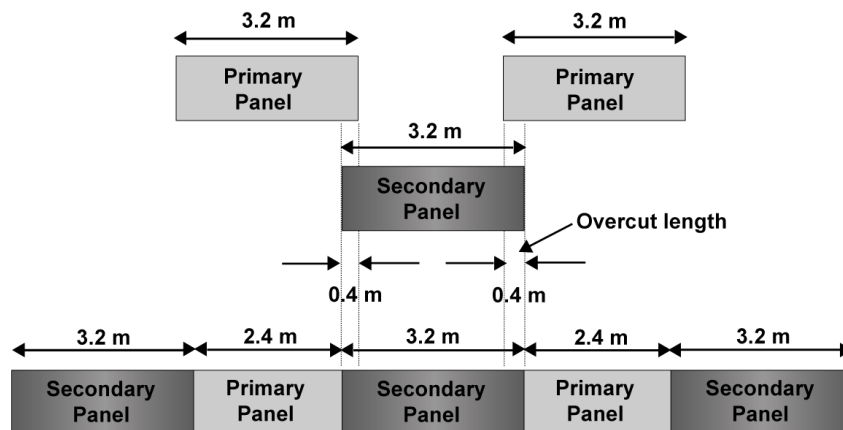 3.2 m
3.2 m
Primary
Panel
Primary
Panel
3.2 m
Secondary
Panel
Overcut length
0.4 m
0.4 m
3.2 m
2.4 m
3.2 m
2.4 m
3.2 m
Secondary
Panel
Primary
Panel
Secondary
Panel
Primary
Panel
Secondary
Panel